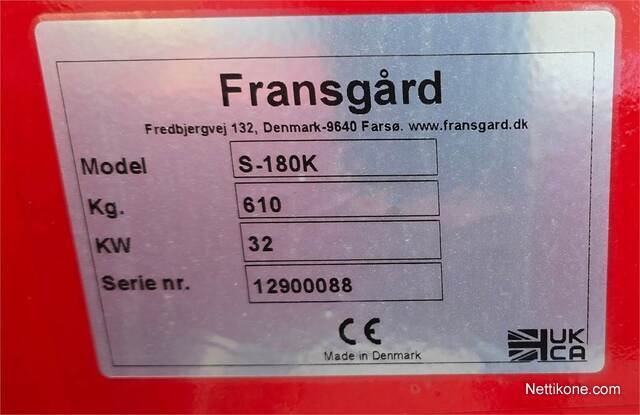 Fransgård
Fredbjergvej 132, Denmark-9640 Farsø. www.fransgard.dk
Model S-180K
Kg. 610
KW 32
Serie nr. 12900088
CE
Made in Denmark
UK
CA
Nettikone.com